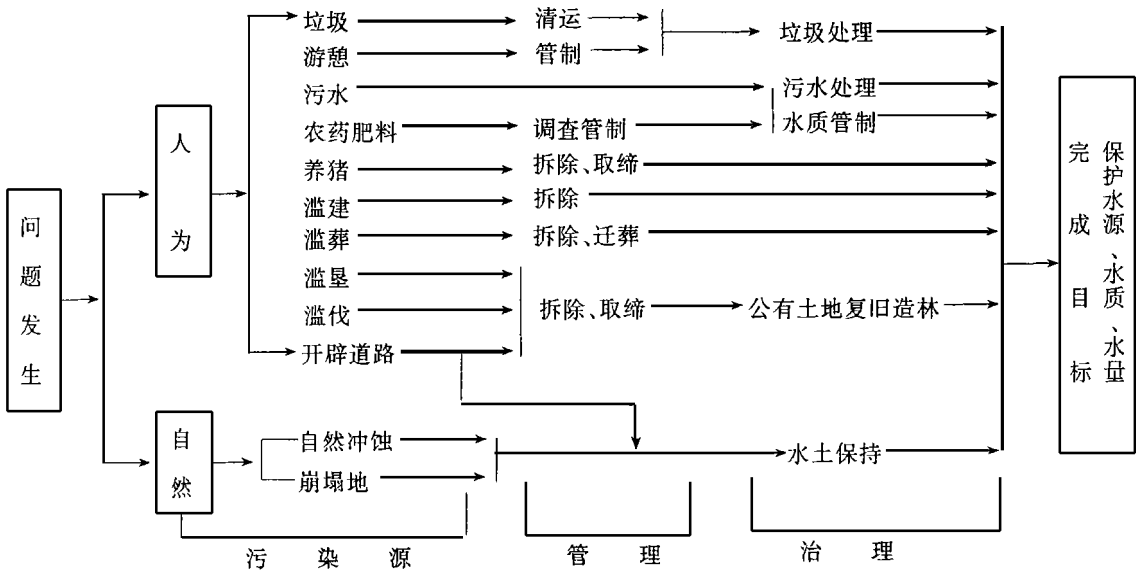 问题发生
人为
自然
垃圾
清运
垃圾处理
游憩
管制
污水
污水处理
农药肥料
调查管制
水质管制
养猪
拆除、取缔
滥建
拆除
滥葬
拆除、迁葬
滥垦
滥伐
拆除、取缔
公有土地复旧造林
开辟道路
自然冲蚀
崩塌地
水土保持
完成目标
保护水源、水质、水量
污染源
管理
治理